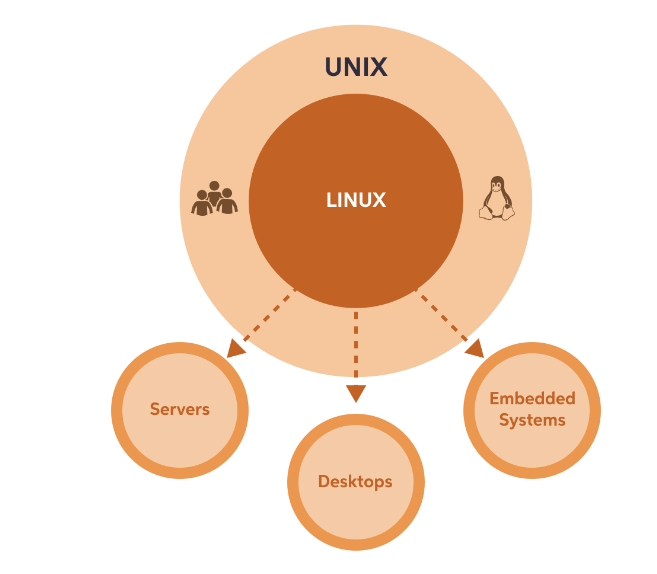 UNIX
LINUX
Servers
Desktops
Embedded
Systems